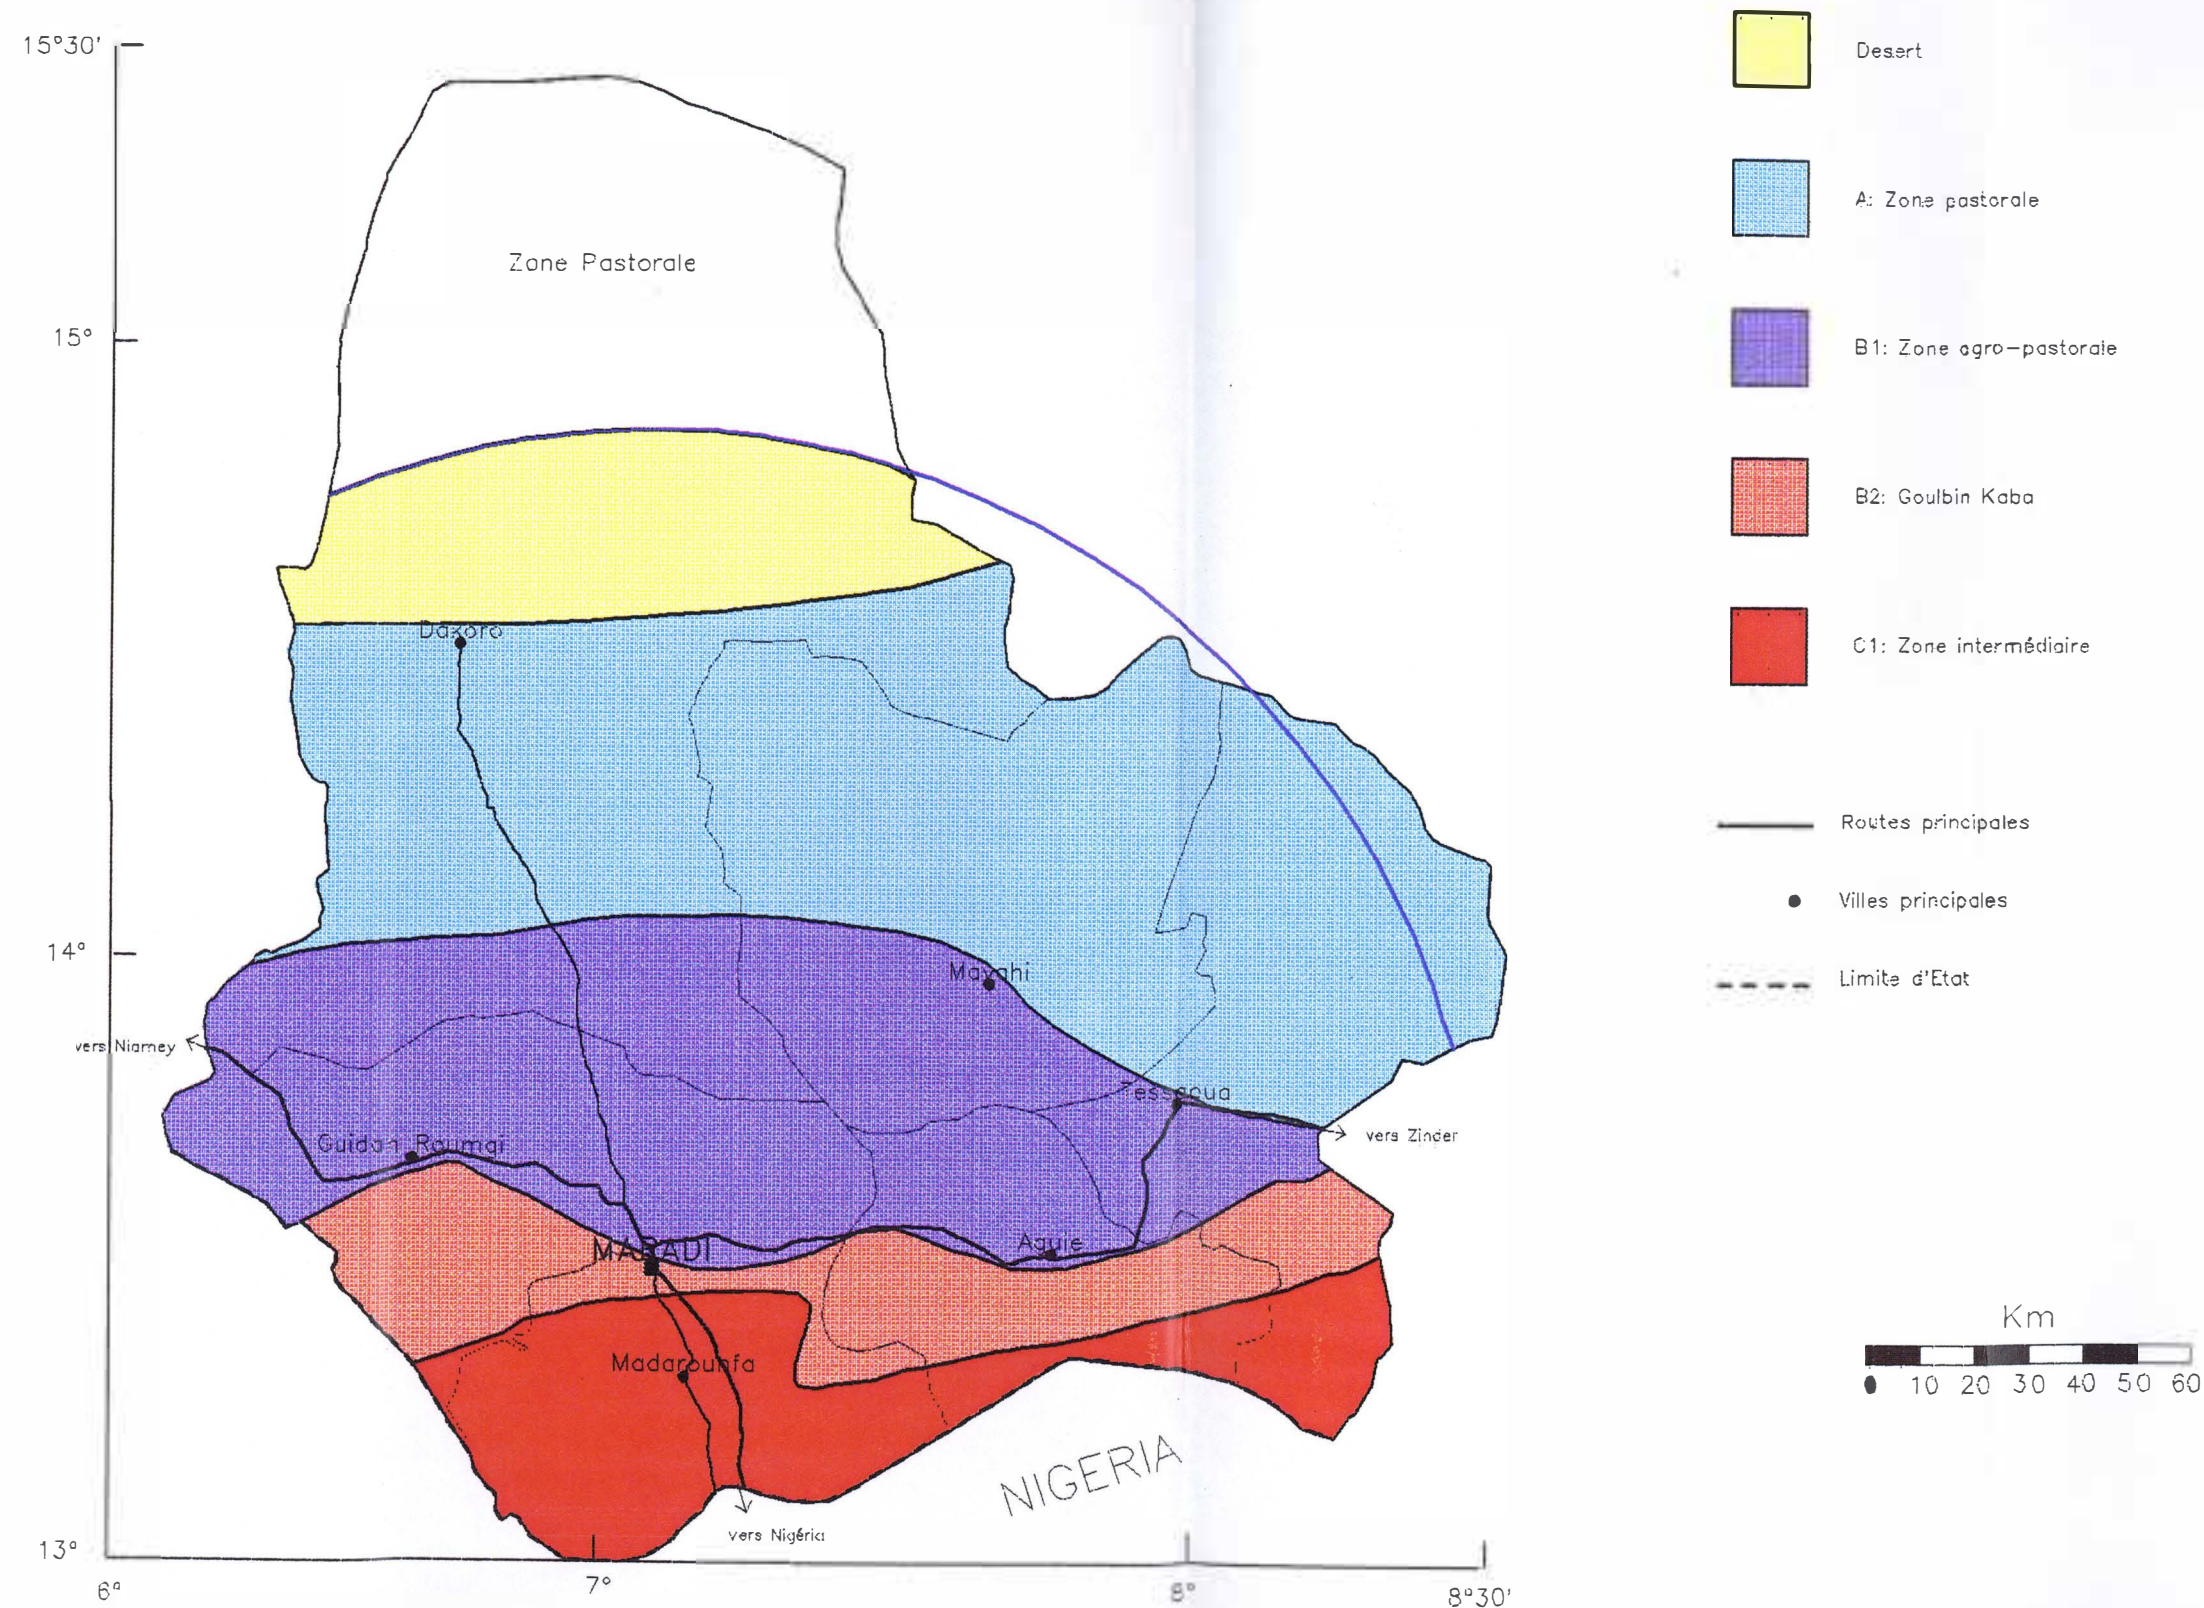 15°30'
Desert
A: Zone pastorale
Zone Pastorale
15°
B1: Zone agro-pastorale
B2: Goulbin Kaba
Dakoro
C1: Zone intermédiaire
Routes principales
Villes principales
14°
Mayahi
Limite d'Etat
vers Niamey
Tessaoua
vers Zinder
Guidan Roumgi
MARADI
Aguie
Km
0 10 20 30 40 50 60
Madarounfa
NIGERIA
vers Nigéria
13°
6° 7° 8° 8°30'